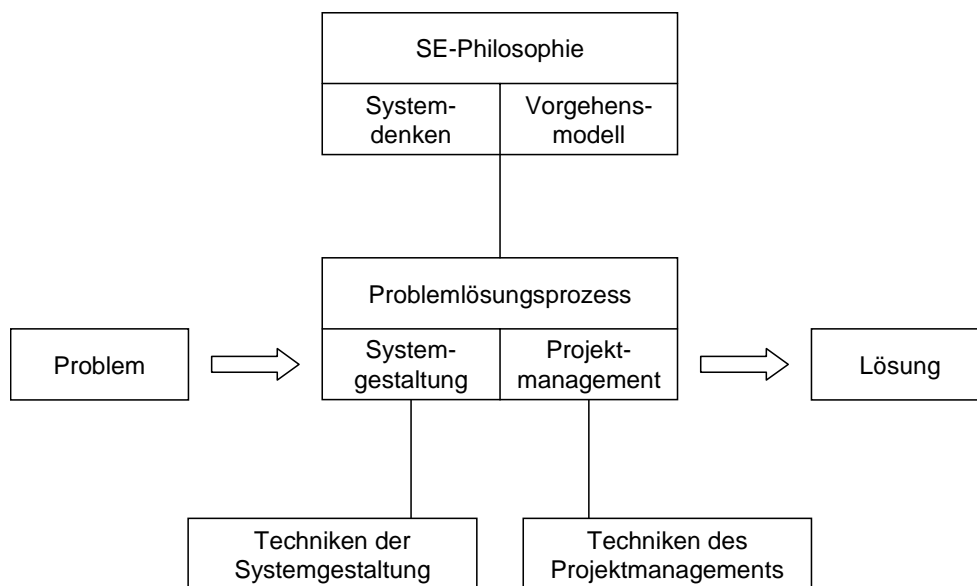 SE-Philosophie
System-
denken
Vorgehens-
modell
Problemlösungsprozess
Problem
System-
gestaltung
Projekt-
management
Lösung
Techniken der
Systemgestaltung
Techniken des
Projektmanagements